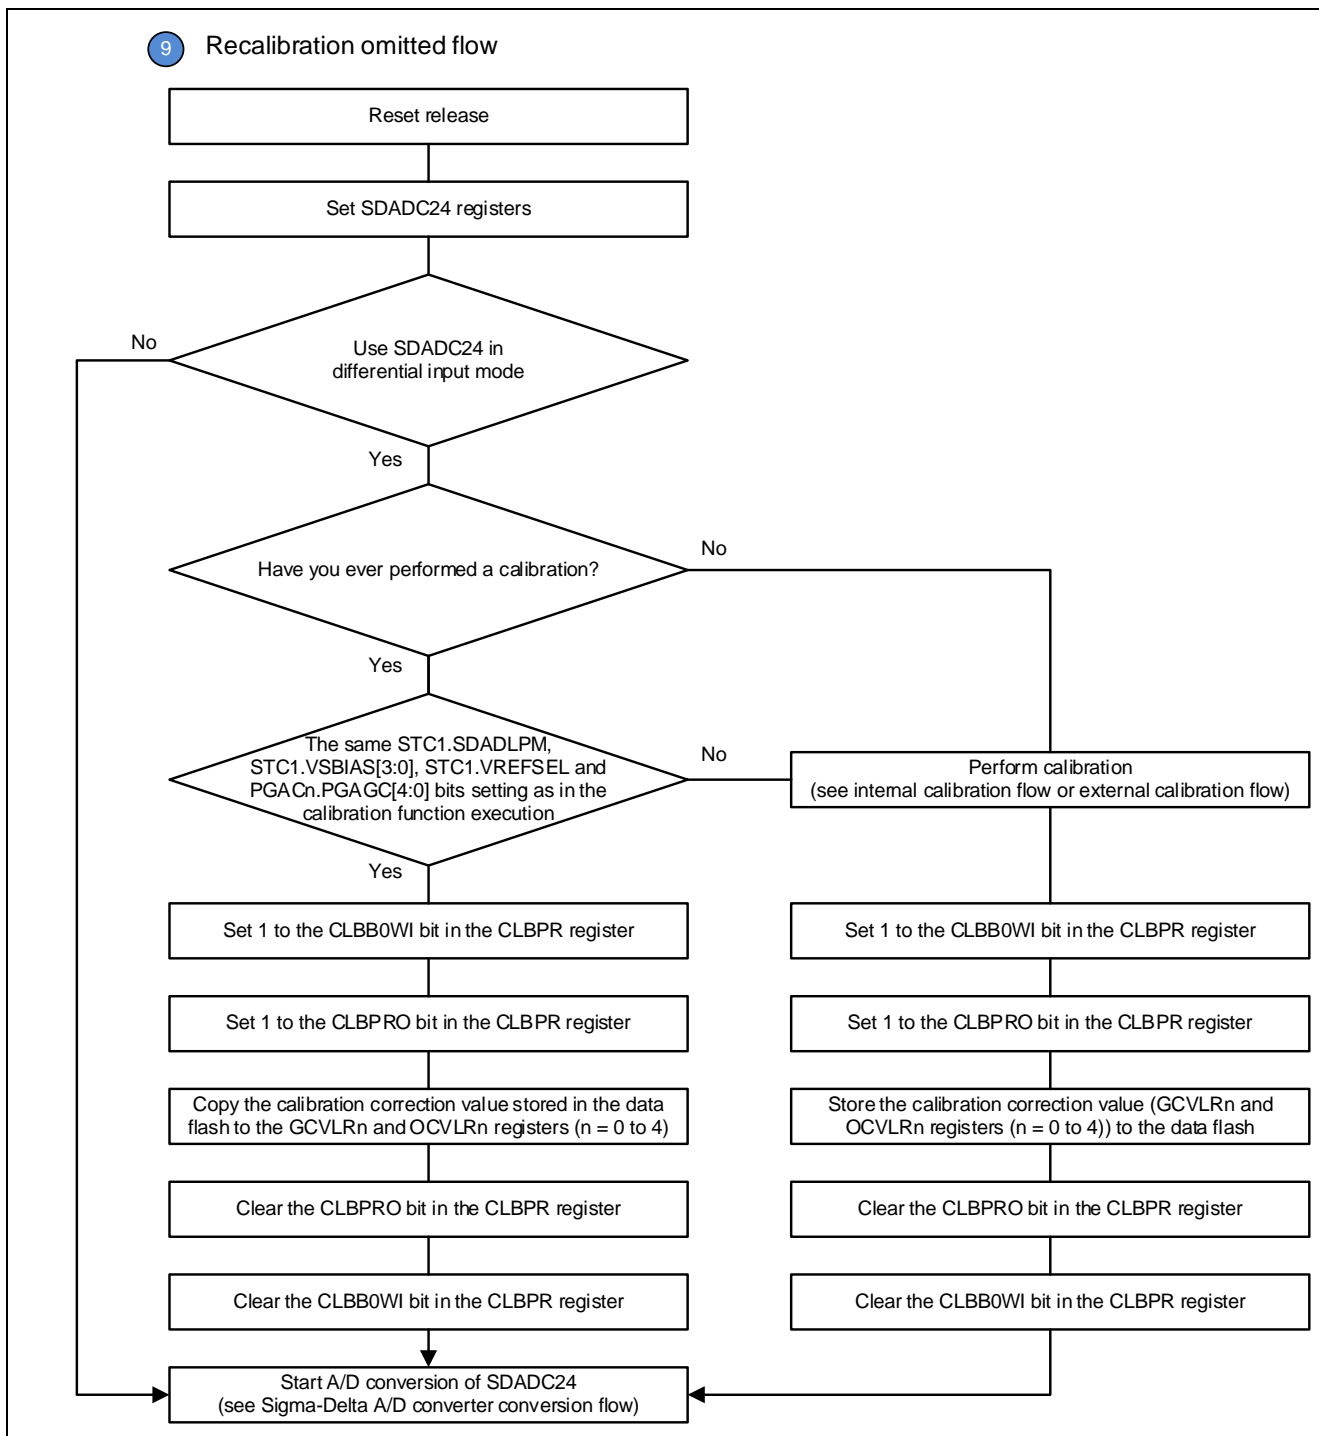 9 Recalibration omitted flow
Reset release
Set SDADC24 registers
No
Use SDADC24 in
differential input mode
Yes
No
Have you ever performed a calibration?
Yes
The same STC1.SDADLPM,
STC1.VSBIAS[3:0], STC1.VREFSEL and
PGACn.PGAGC[4:0] bits setting as in the
calibration function execution
No
Perform calibration
(see internal calibration flow or external calibration flow)
Yes
Set 1 to the CLBB0WI bit in the CLBPR register
Set 1 to the CLBPRO bit in the CLBPR register
Copy the calibration correction value stored in the data
flash to the GCVLRn and OCVLRn registers (n = 0 to 4)
Clear the CLBPRO bit in the CLBPR register
Clear the CLBB0WI bit in the CLBPR register
Set 1 to the CLBB0WI bit in the CLBPR register
Set 1 to the CLBPRO bit in the CLBPR register
Store the calibration correction value (GCVLRn and
OCVLRn registers (n = 0 to 4)) to the data flash
Clear the CLBPRO bit in the CLBPR register
Clear the CLBB0WI bit in the CLBPR register
Start A/D conversion of SDADC24
(see Sigma-Delta A/D converter conversion flow)